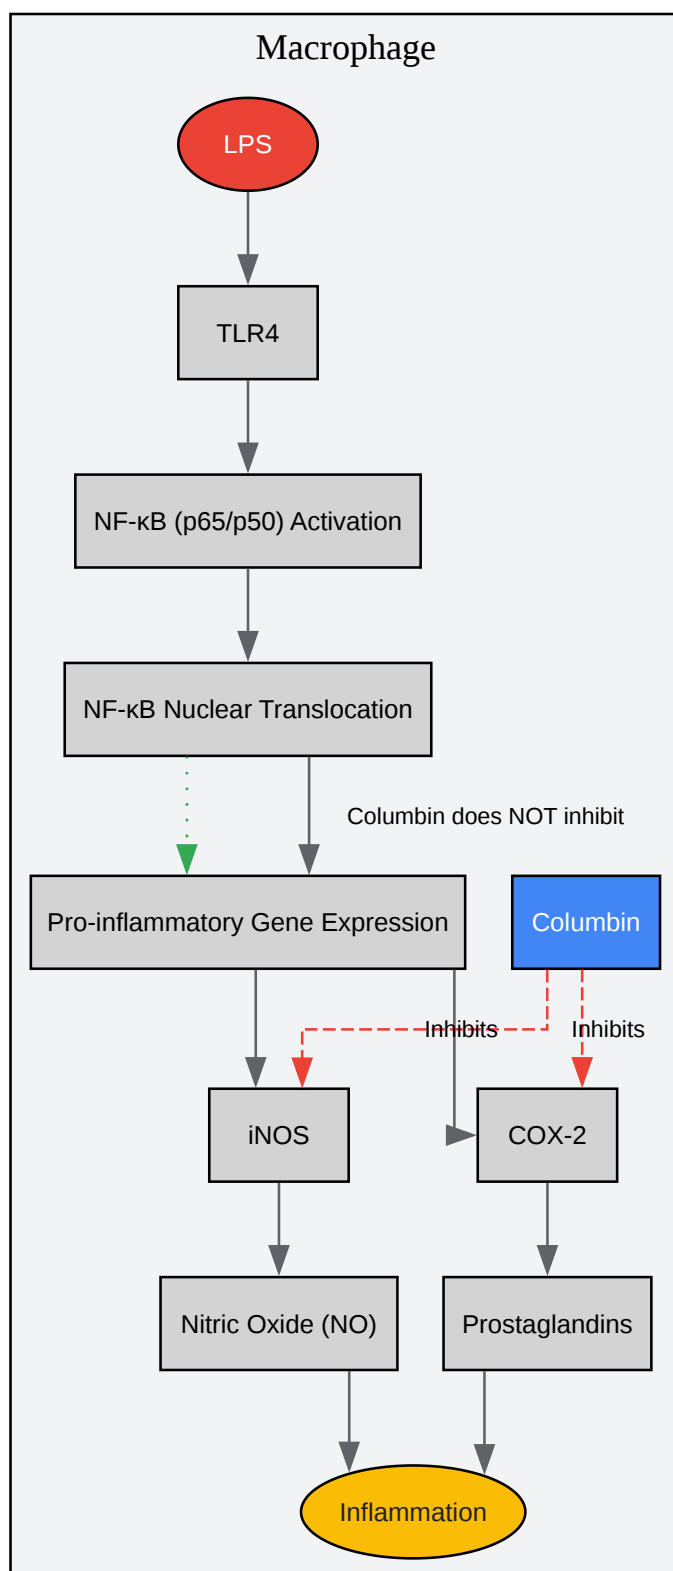 Macrophage
LPS
TLR4
NF-κB (p65/p50) Activation
NF-κB Nuclear Translocation
Columbin does NOT inhibit
Pro-inflammatory Gene Expression
Columbin
Inhibits
Inhibits
iNOS
COX-2
Nitric Oxide (NO)
Prostaglandins
Inflammation